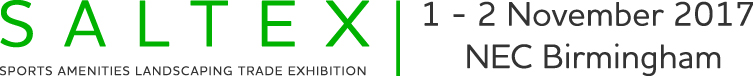 SALTEX
SPORTS AMENITIES LANDSCAPING TRADE EXHIBITION
1 - 2 November 2017
NEC Birmingham